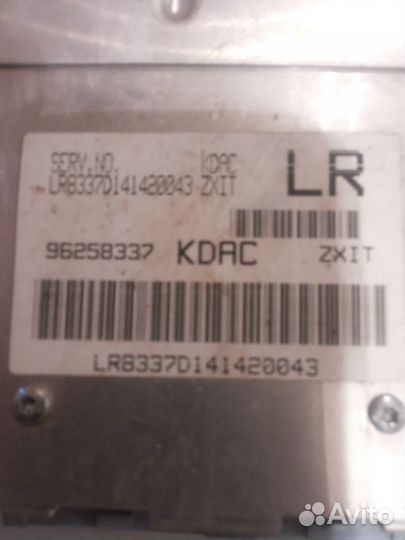 SERV.NO. KDAC LR
LR8337D141420043 ZXIT
96258337 KDAC ZXIT
LR8337D141420043
Avito